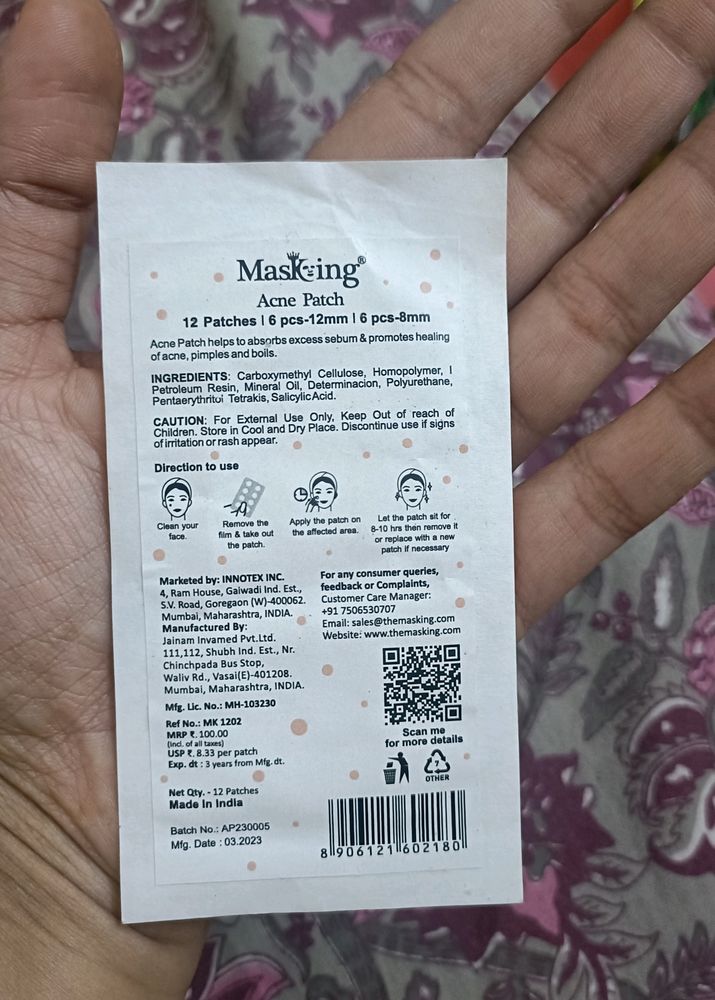 Masking®
Acne Patch
12 Patches | 6 pcs-12mm | 6 pcs-8mm
Acne Patch helps to absorbs excess sebum & promotes healing
of acne, pimples and boils.
INGREDIENTS: Carboxymethyl Cellulose, Homopolymer, I
Petroleum Resin, Mineral Oil, Determinacion, Polyurethane,
Pentaerythritol Tetrakis, Salicylic Acid.
CAUTION: For External Use Only, Keep Out of reach of
Children. Store in Cool and Dry Place. Discontinue use if signs
of irritation or rash appear.
Direction to use
Clean your
face.
Remove the
film & take out
the patch.
Apply the patch on
the affected area.
Let the patch sit for
8-10 hrs then remove it
or replace with a new
patch if necessary
Marketed by: INNOTEX INC.
4, Ram House, Gaiwadi Ind. Est.,
S.V. Road, Goregaon (W)-400062.
Mumbai, Maharashtra, INDIA.
Manufactured By:
Jainam Invamed Pvt.Ltd.
111,112, Shubh Ind. Est., Nr.
Chinchpada Bus Stop,
Waliv Rd., Vasai(E)-401208.
Mumbai, Maharashtra, INDIA.
Mfg. Lic. No.: MH-103230
Ref No.: MK 1202
MRP ₹. 100.00
(incl. of all taxes)
USP ₹. 8.33 per patch
Exp. dt : 3 years from Mfg. dt.
Net Qty. - 12 Patches
Made In India
Batch No.: AP230005
Mfg. Date : 03.2023
For any consumer queries,
feedback or Complaints,
Customer Care Manager:
+91 7506530707
Email: sales@themasking.com
Website: www.themasking.com
Scan me
for more details
7
OTHER
8 906121 602180